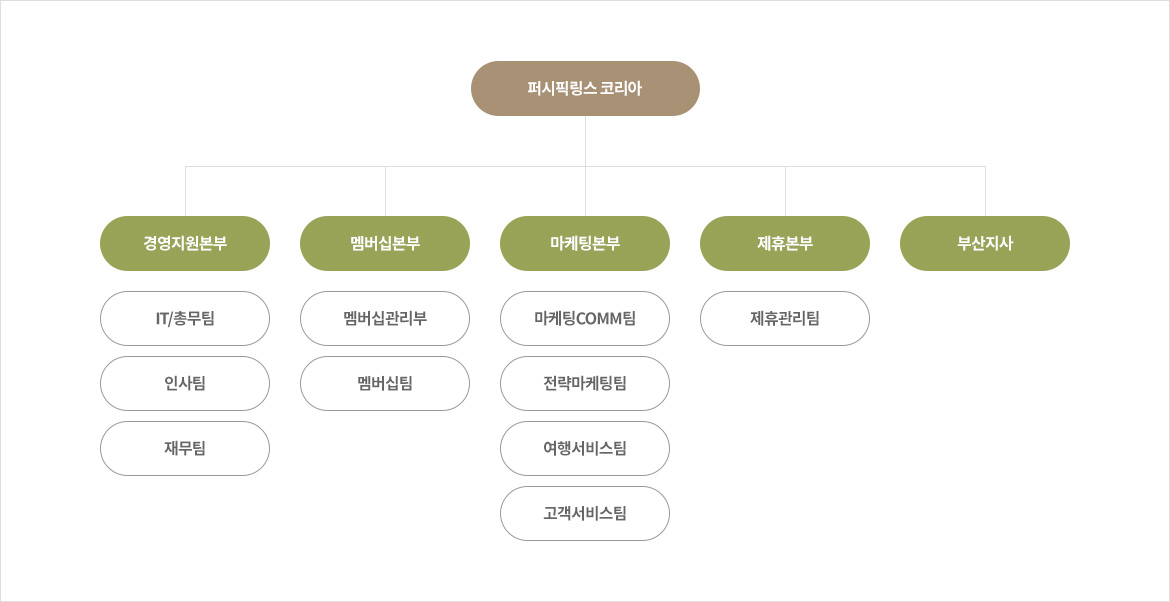 퍼시픽링스 코리아
경영지원본부
멤버십본부
마케팅본부
제휴본부
부산지사
IT/총무팀
멤버십관리부
마케팅COMM팀
제휴관리팀
인사팀
멤버십팀
전략마케팅팀
재무팀
여행서비스팀
고객서비스팀